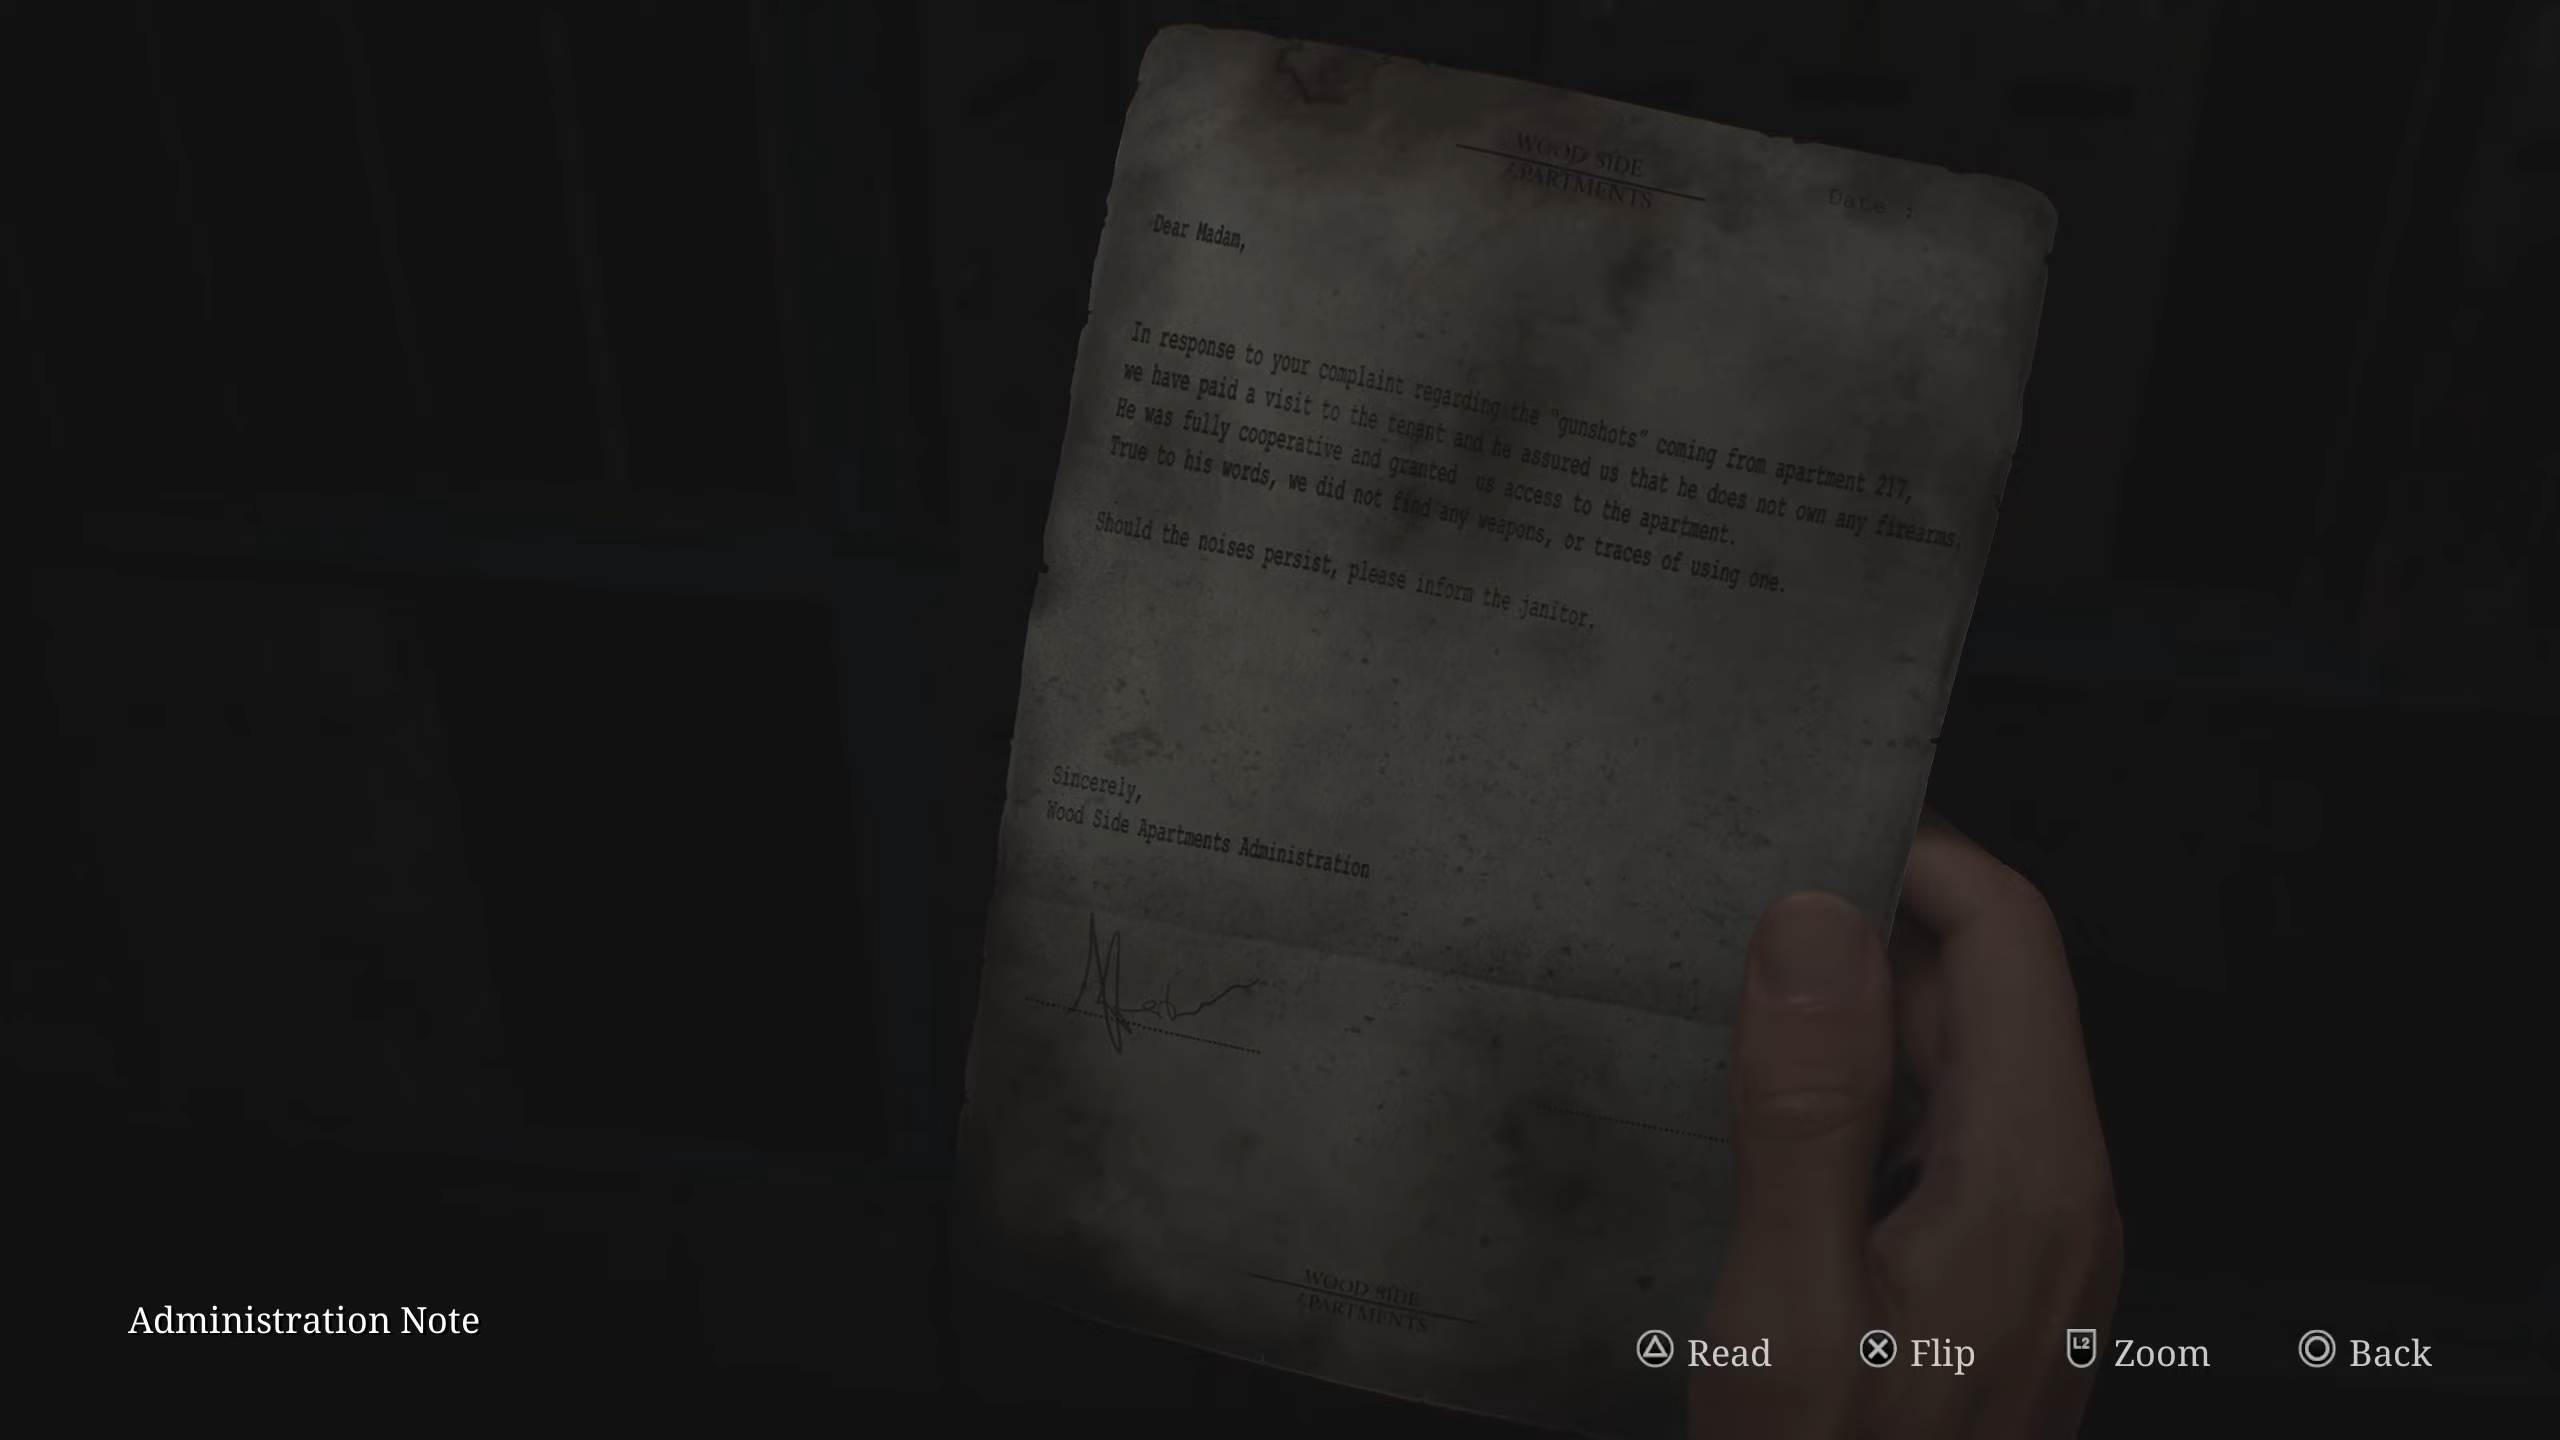 WOOD SIDE
APARTMENTS
Date :
Dear Madam,
In response to your complaint regarding the "gunshots" coming from apartment 217,
we have paid a visit to the tenant and he assured us that he does not own any firearms.
He was fully cooperative and granted us access to the apartment.
True to his words, we did not find any weapons, or traces of using one.
Should the noises persist, please inform the janitor.
Sincerely,
Wood Side Apartments Administration
WOOD SIDE
APARTMENTS
Administration Note
Read
Flip
L2 Zoom
Back